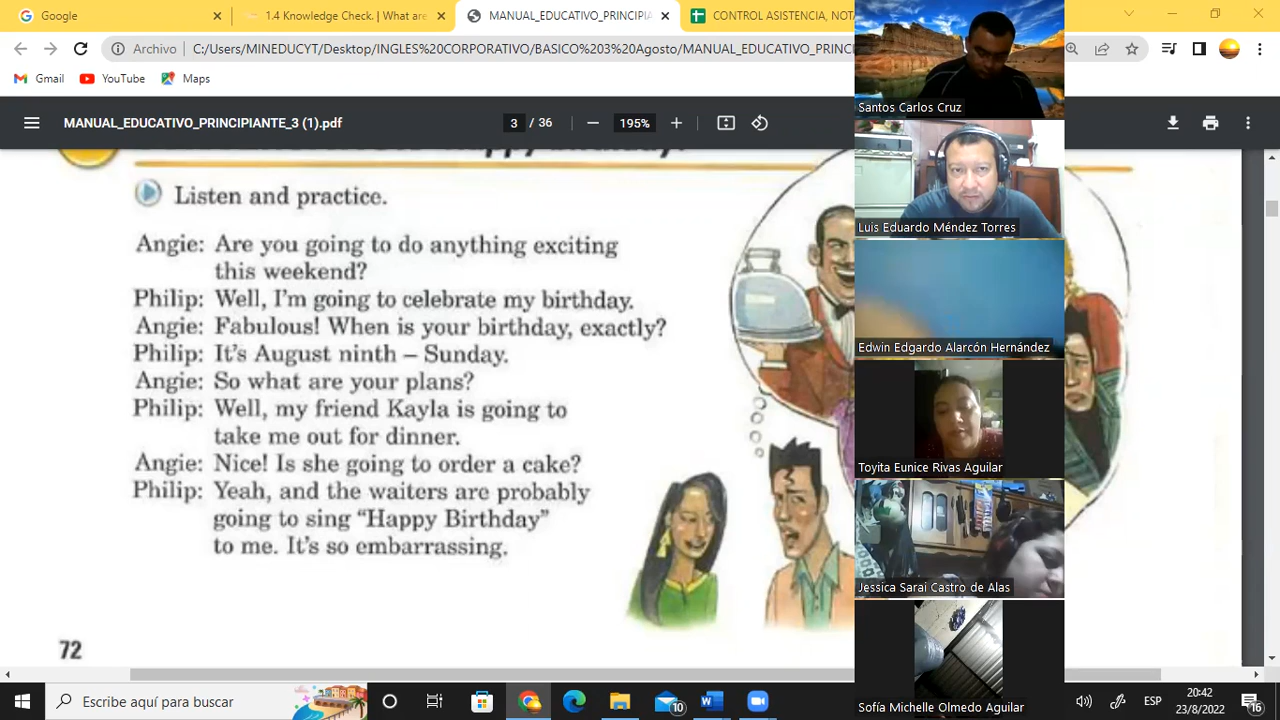 Google
1.4 Knowledge Check. | What are
MANUAL_EDUCATIVO_PRINCIPIA
CONTROL ASISTENCIA, NOTA
Archivo
C:/Users/MINEDUCYT/Desktop/INGLES%20CORPORATIVO/BASICO%203%20Agosto/MANUAL_EDUCATIVO_PRINC
Gmail
YouTube
Maps
MANUAL_EDUCATIVO_PRINCIPIANTE_3 (1).pdf
3 / 36
195%
Listen and practice.
Angie: Are you going to do anything exciting
this weekend?
Philip: Well, I'm going to celebrate my birthday.
Angie: Fabulous! When is your birthday, exactly?
Philip: It's August ninth – Sunday.
Angie: So what are your plans?
Philip: Well, my friend Kayla is going to
take me out for dinner.
Angie: Nice! Is she going to order a cake?
Philip: Yeah, and the waiters are probably
going to sing “Happy Birthday”
to me. It's so embarrassing.
72
Santos Carlos Cruz
Luis Eduardo Méndez Torres
Edwin Edgardo Alarcón Hernández
Toyita Eunice Rivas Aguilar
Jessica Sarai Castro de Alas
Sofía Michelle Olmedo Aguilar
Escribe aquí para buscar
10
ESP
20:42
23/8/2022
16